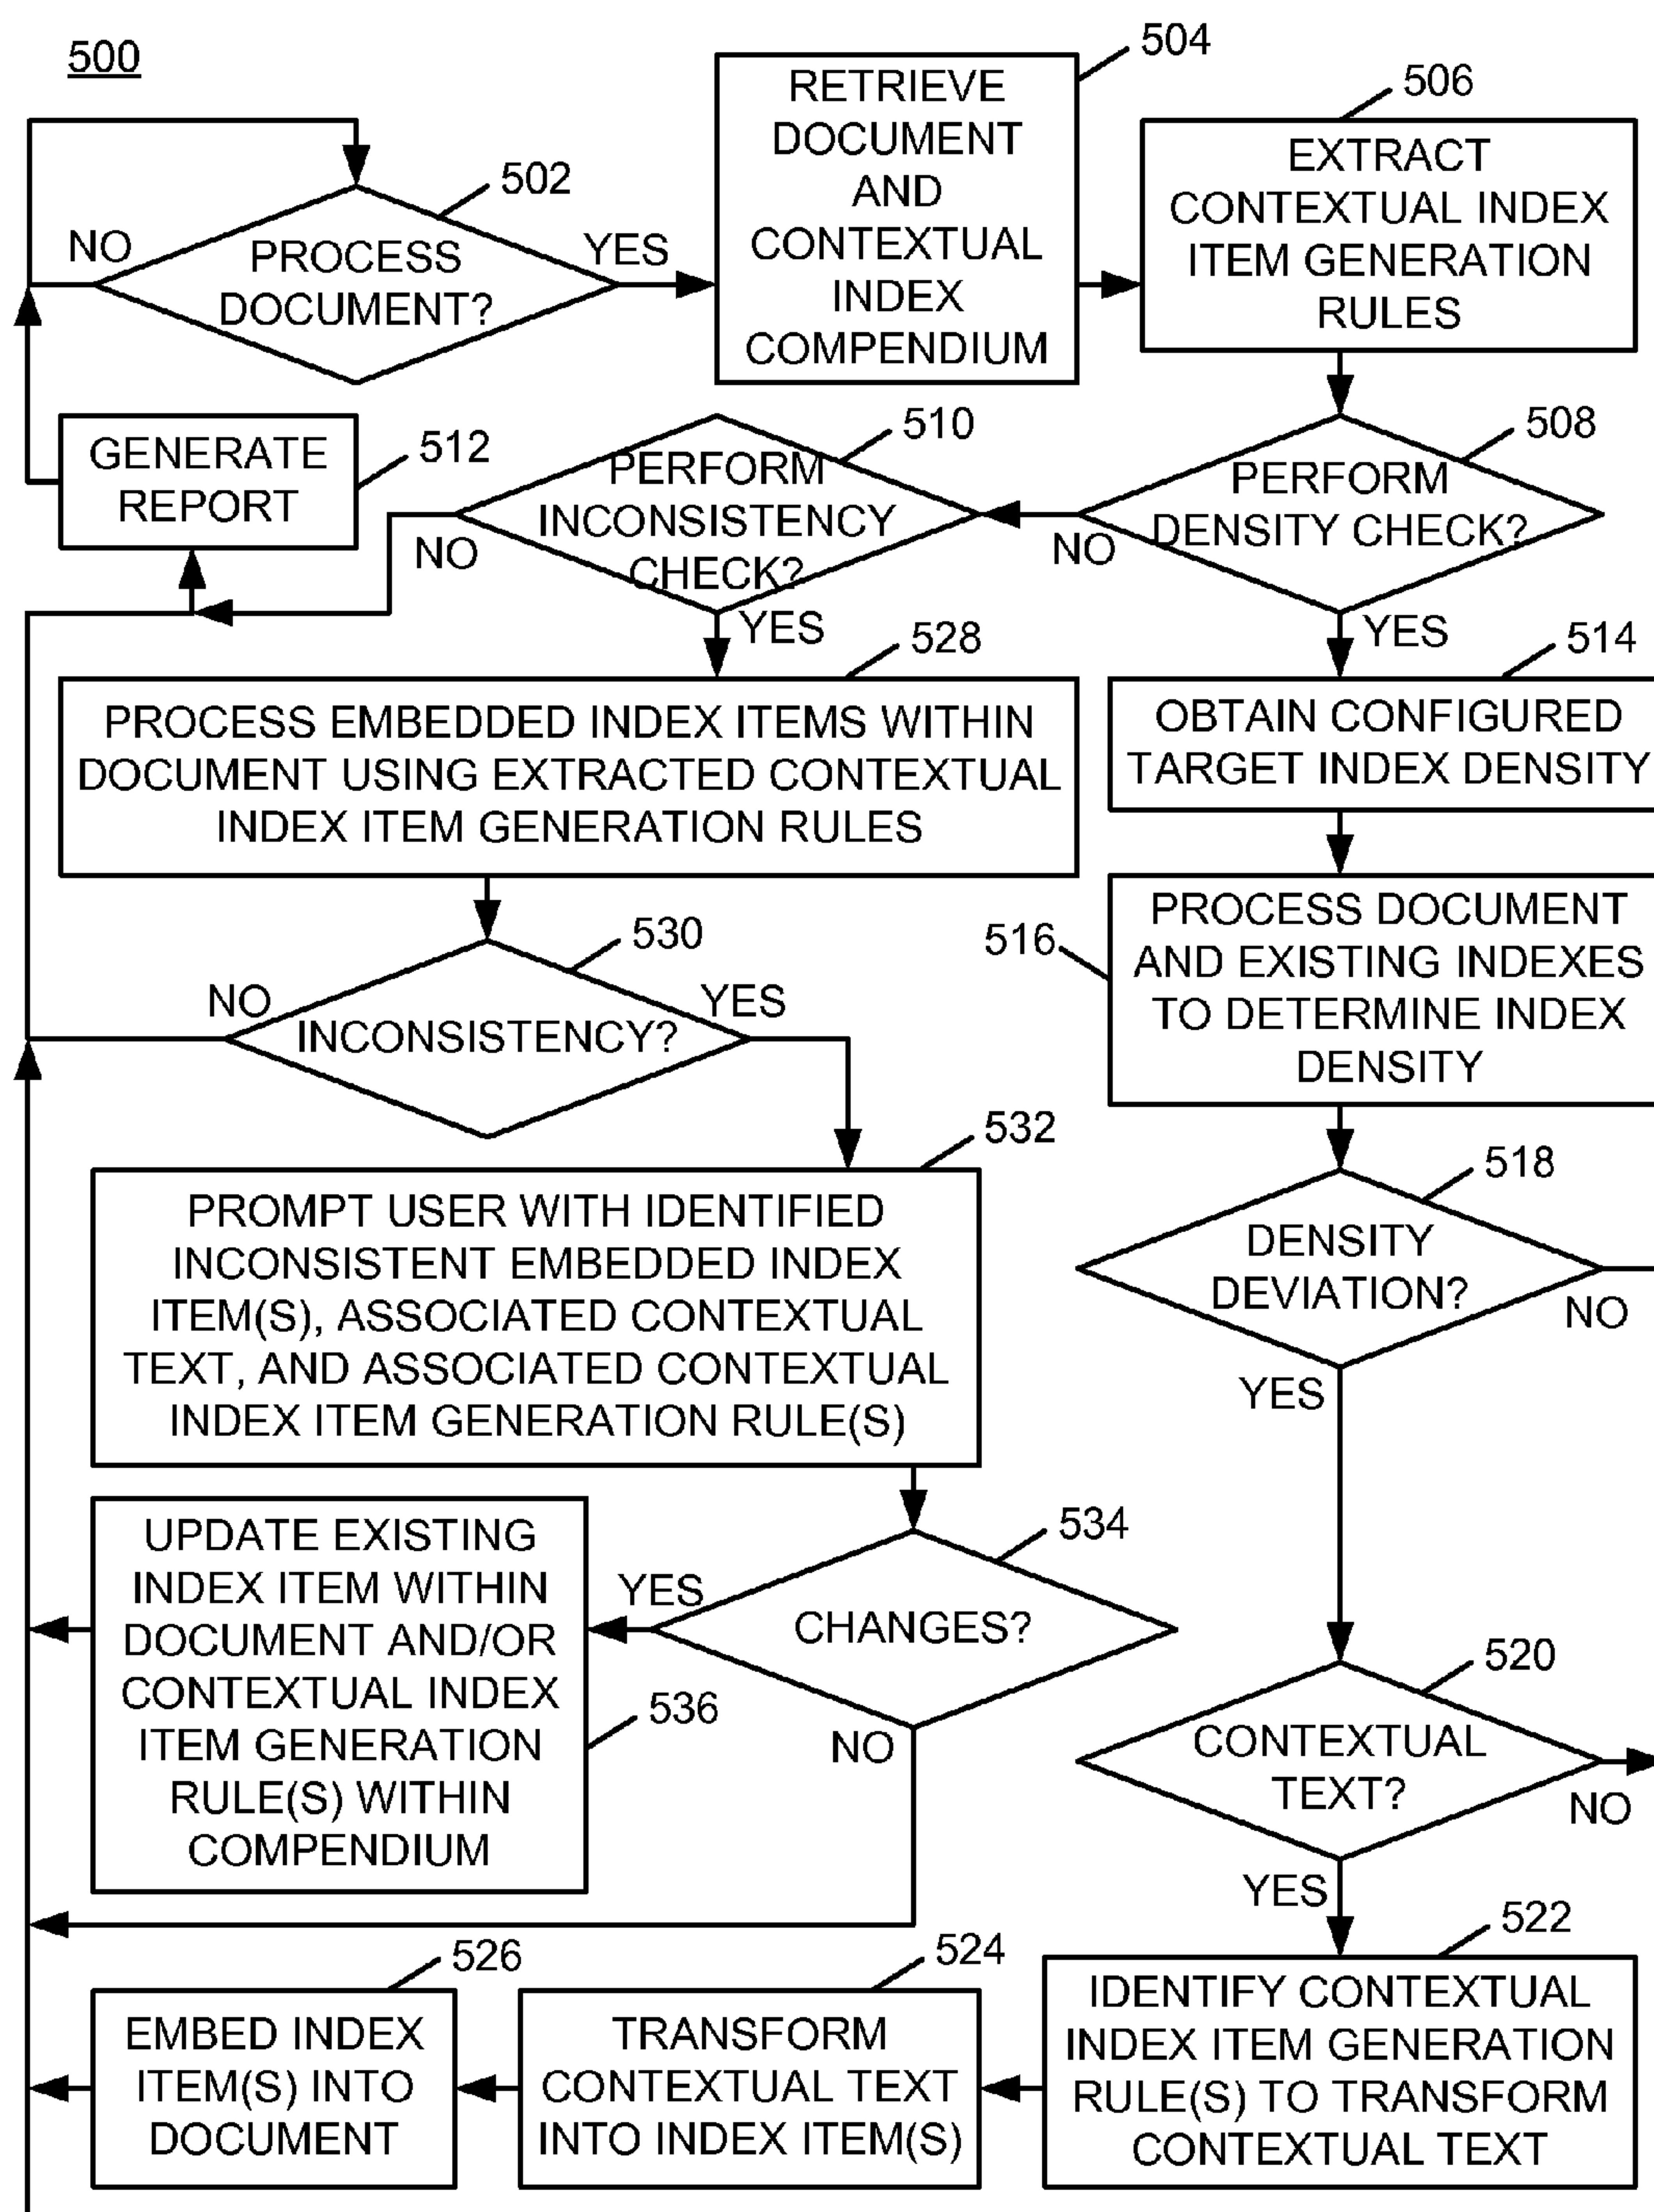 500
502
PROCESS
DOCUMENT?
NO
YES
504
RETRIEVE
DOCUMENT
AND
CONTEXTUAL
INDEX
COMPENDIUM
506
EXTRACT
CONTEXTUAL INDEX
ITEM GENERATION
RULES
508
PERFORM
DENSITY CHECK?
NO
YES
510
PERFORM
INCONSISTENCY
CHECK?
NO
YES
512
GENERATE
REPORT
514
OBTAIN CONFIGURED
TARGET INDEX DENSITY
516
PROCESS DOCUMENT
AND EXISTING INDEXES
TO DETERMINE INDEX
DENSITY
518
DENSITY
DEVIATION?
NO
YES
520
CONTEXTUAL
TEXT?
NO
YES
522
IDENTIFY CONTEXTUAL
INDEX ITEM GENERATION
RULE(S) TO TRANSFORM
CONTEXTUAL TEXT
524
TRANSFORM
CONTEXTUAL TEXT
INTO INDEX ITEM(S)
526
EMBED INDEX
ITEM(S) INTO
DOCUMENT
528
PROCESS EMBEDDED INDEX ITEMS WITHIN
DOCUMENT USING EXTRACTED CONTEXTUAL
INDEX ITEM GENERATION RULES
530
INCONSISTENCY?
NO
YES
532
PROMPT USER WITH IDENTIFIED
INCONSISTENT EMBEDDED INDEX
ITEM(S), ASSOCIATED CONTEXTUAL
TEXT, AND ASSOCIATED CONTEXTUAL
INDEX ITEM GENERATION RULE(S)
534
CHANGES?
YES
NO
536
UPDATE EXISTING
INDEX ITEM WITHIN
DOCUMENT AND/OR
CONTEXTUAL INDEX
ITEM GENERATION
RULE(S) WITHIN
COMPENDIUM